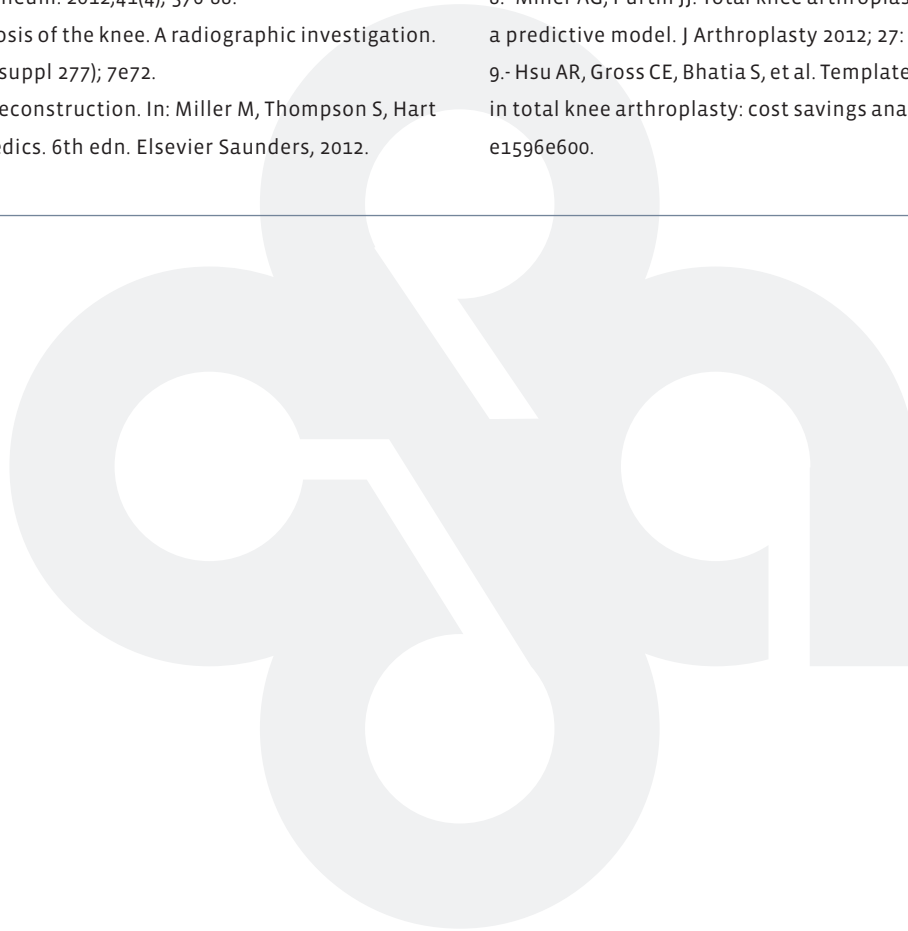 osis of the knee. A radiographic investigation.
suppl 277); 7e72.
econstruction. In: Miller M, Thompson S, Hart
edics. 6th edn. Elsevier Saunders, 2012.
a predictive model. J Arthroplasty 2012; 27:
9.- Hsu AR, Gross CE, Bhatia S, et al. Template
in total knee arthroplasty: cost savings ana
e1596e600.